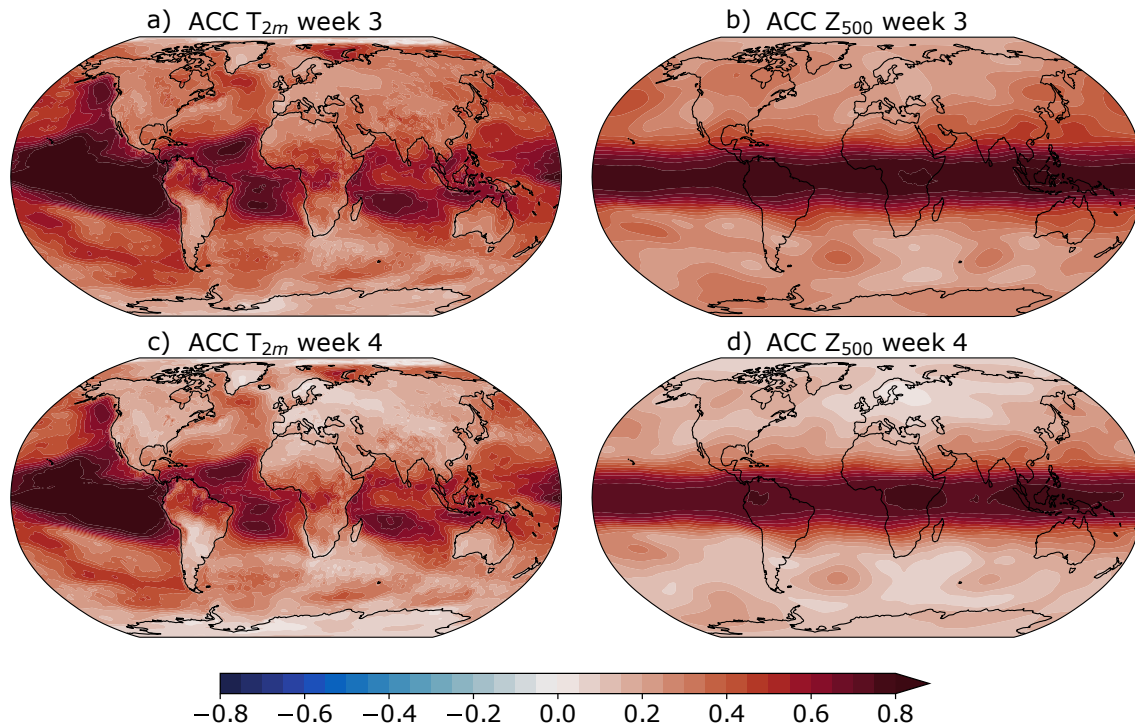 a) ACC T₂ₘ week 3
b) ACC Z₅₀₀ week 3
c) ACC T₂ₘ week 4
d) ACC Z₅₀₀ week 4
−0.8 −0.6 −0.4 −0.2 0.0 0.2 0.4 0.6 0.8